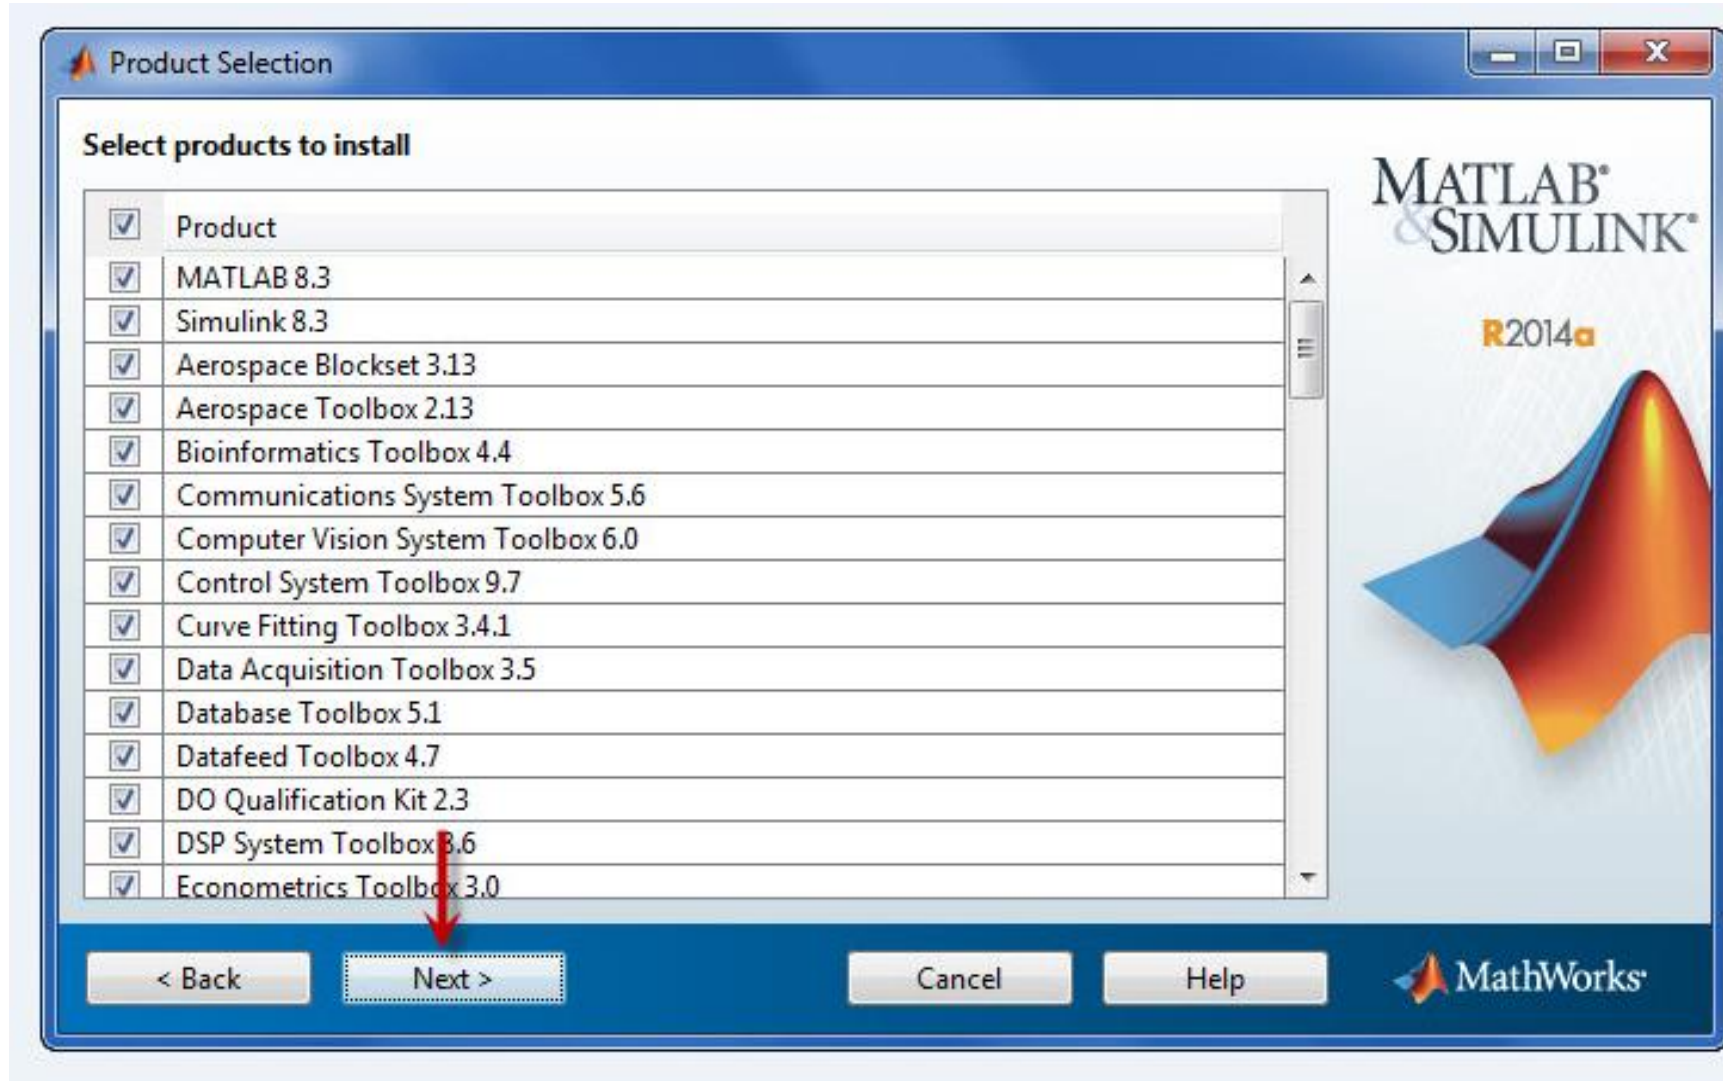 Product Selection
Select products to install
MATLAB®
&SIMULINK®
R2014a
Product
MATLAB 8.3
Simulink 8.3
Aerospace Blockset 3.13
Aerospace Toolbox 2.13
Bioinformatics Toolbox 4.4
Communications System Toolbox 5.6
Computer Vision System Toolbox 6.0
Control System Toolbox 9.7
Curve Fitting Toolbox 3.4.1
Data Acquisition Toolbox 3.5
Database Toolbox 5.1
Datafeed Toolbox 4.7
DO Qualification Kit 2.3
DSP System Toolbox 8.6
Econometrics Toolbox 3.0
< Back
Next >
Cancel
Help
MathWorks®